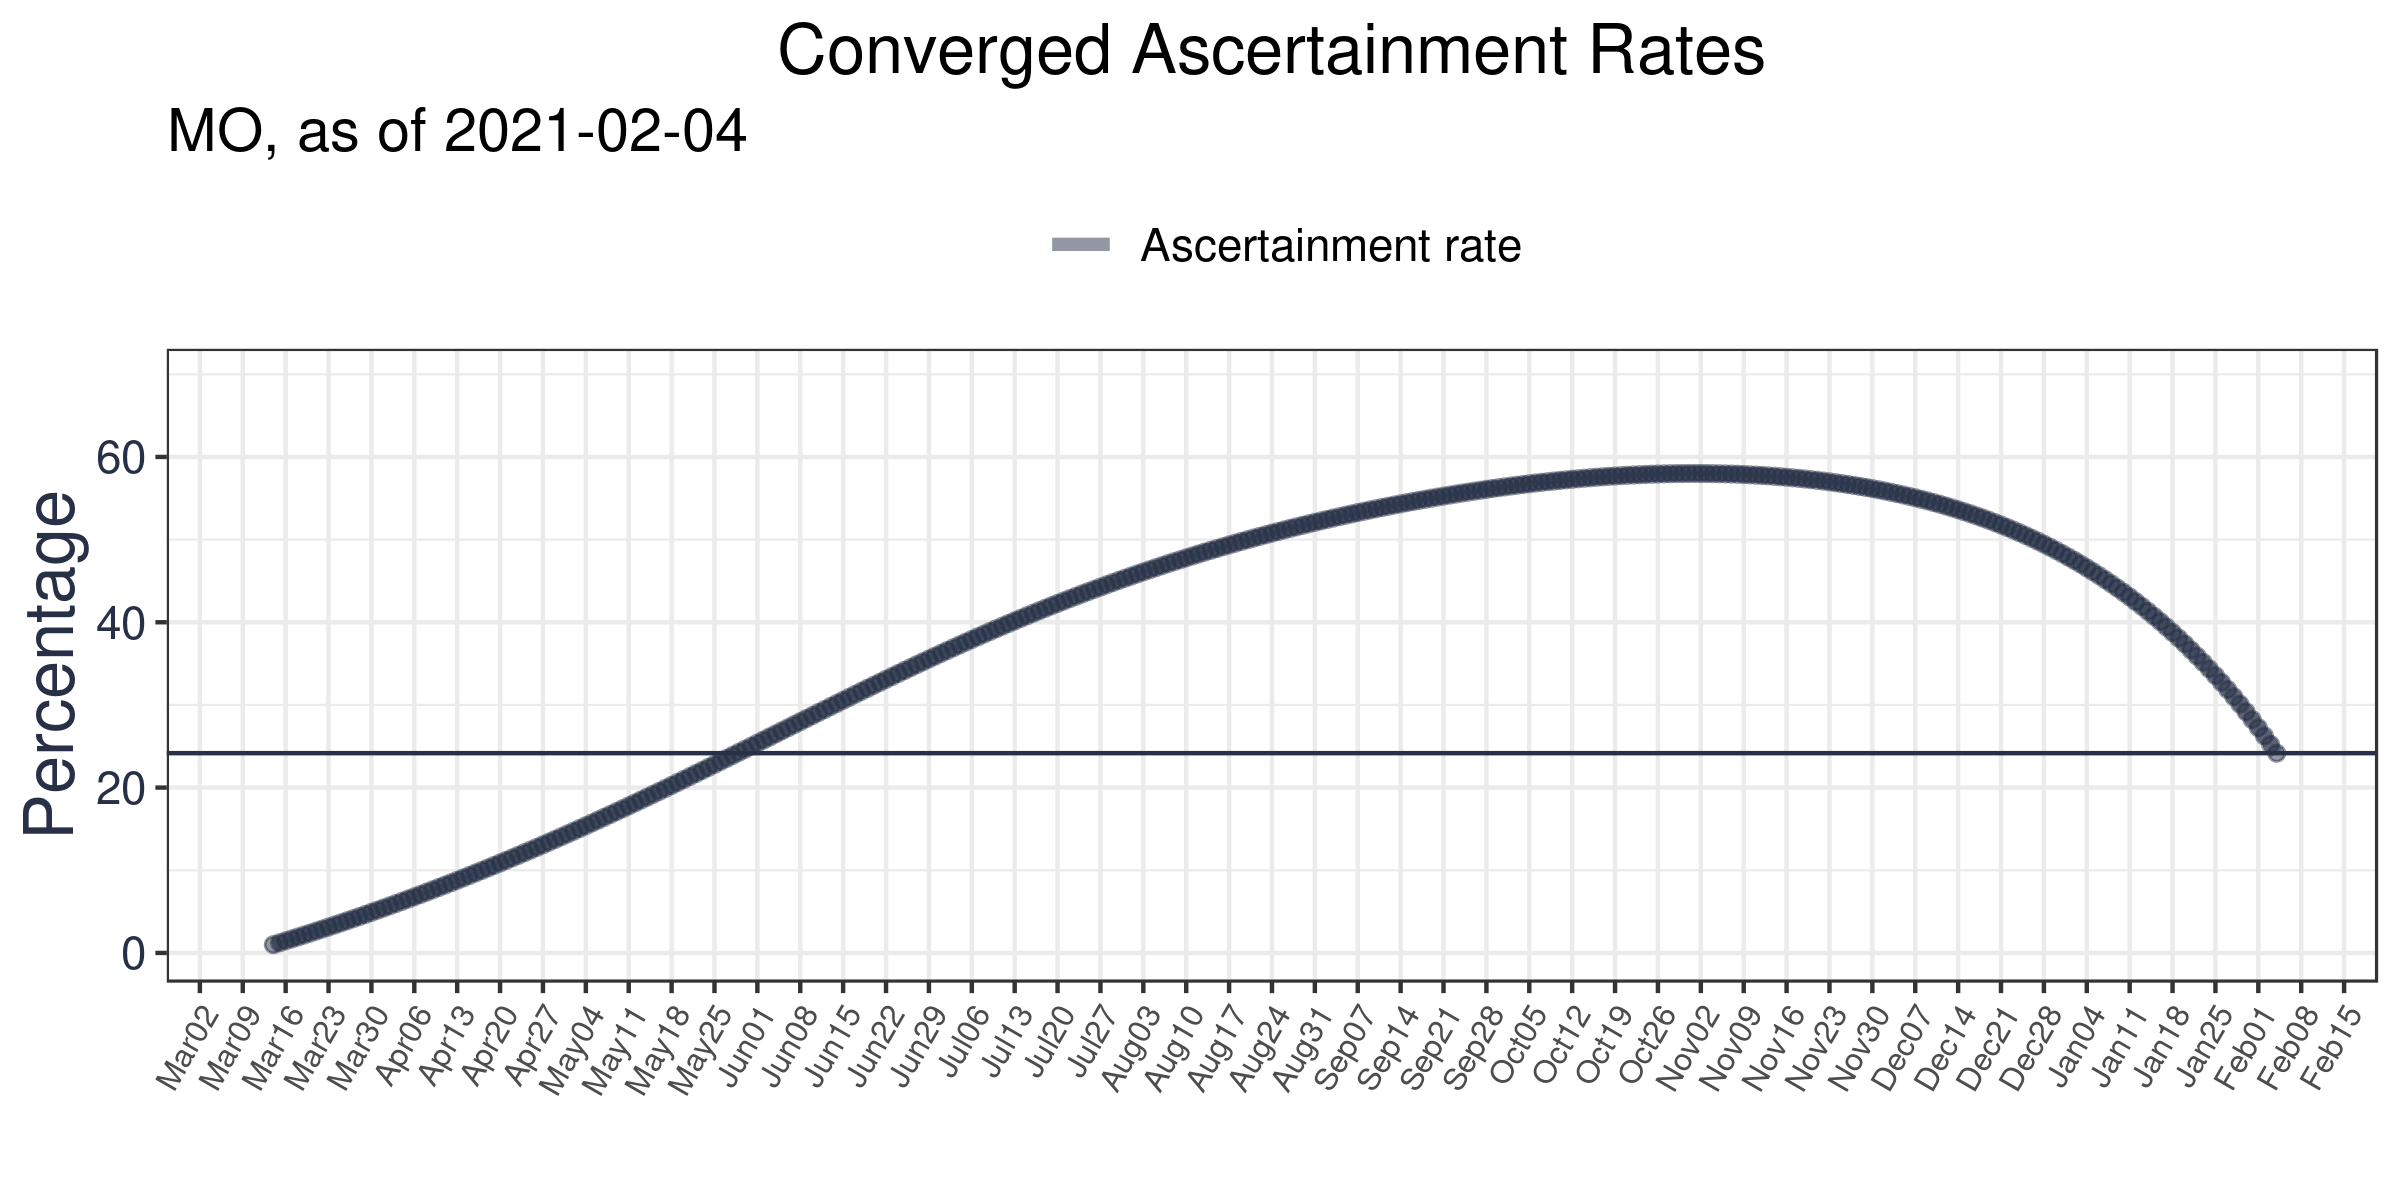 Converged Ascertainment Rates
MO, as of 2021-02-04
Ascertainment rate
Percentage
60
40
20
0
Mar02 Mar09 Mar16 Mar23 Mar30 Apr06 Apr13 Apr20 Apr27 May04 May11 May18 May25 Jun01 Jun08 Jun15 Jun22 Jun29 Jul06 Jul13 Jul20 Jul27 Aug03 Aug10 Aug17 Aug24 Aug31 Sep07 Sep14 Sep21 Sep28 Oct05 Oct12 Oct19 Oct26 Nov02 Nov09 Nov16 Nov23 Nov30 Dec07 Dec14 Dec21 Dec28 Jan04 Jan11 Jan18 Jan25 Feb01 Feb08 Feb15